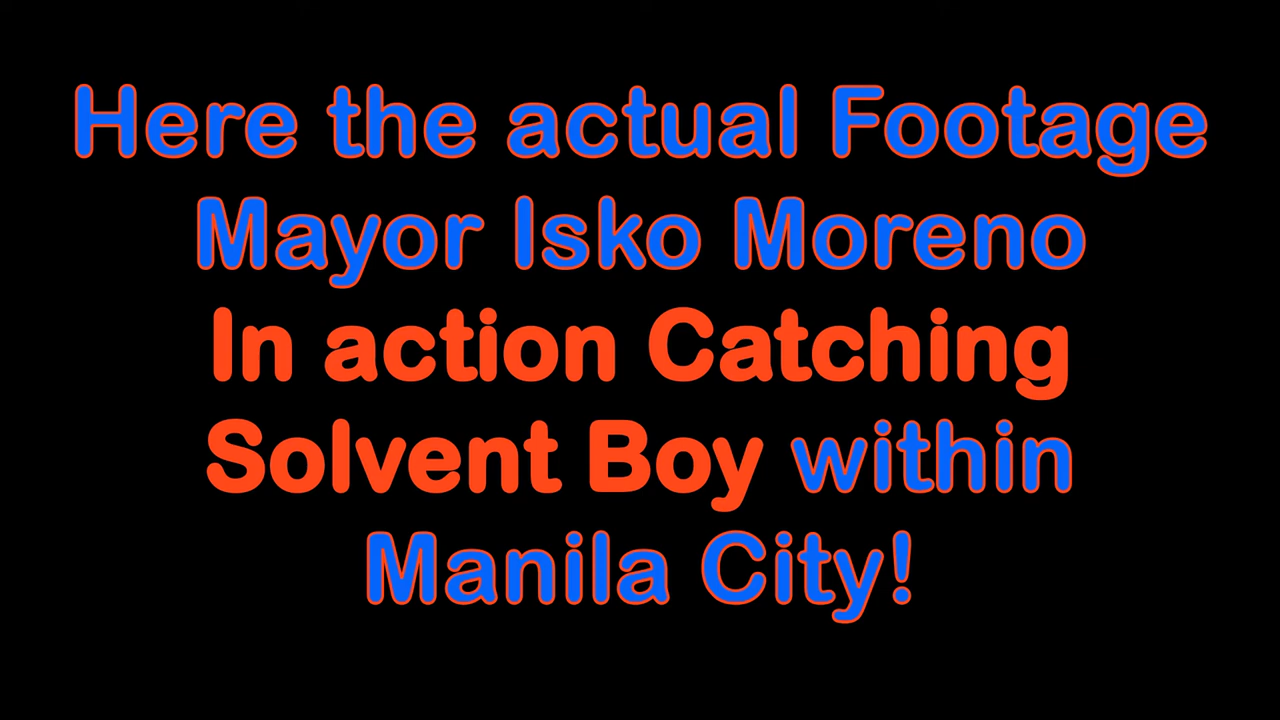 Here the actual Footage
Mayor Isko Moreno
In action Catching
Solvent Boy within
Manila City!